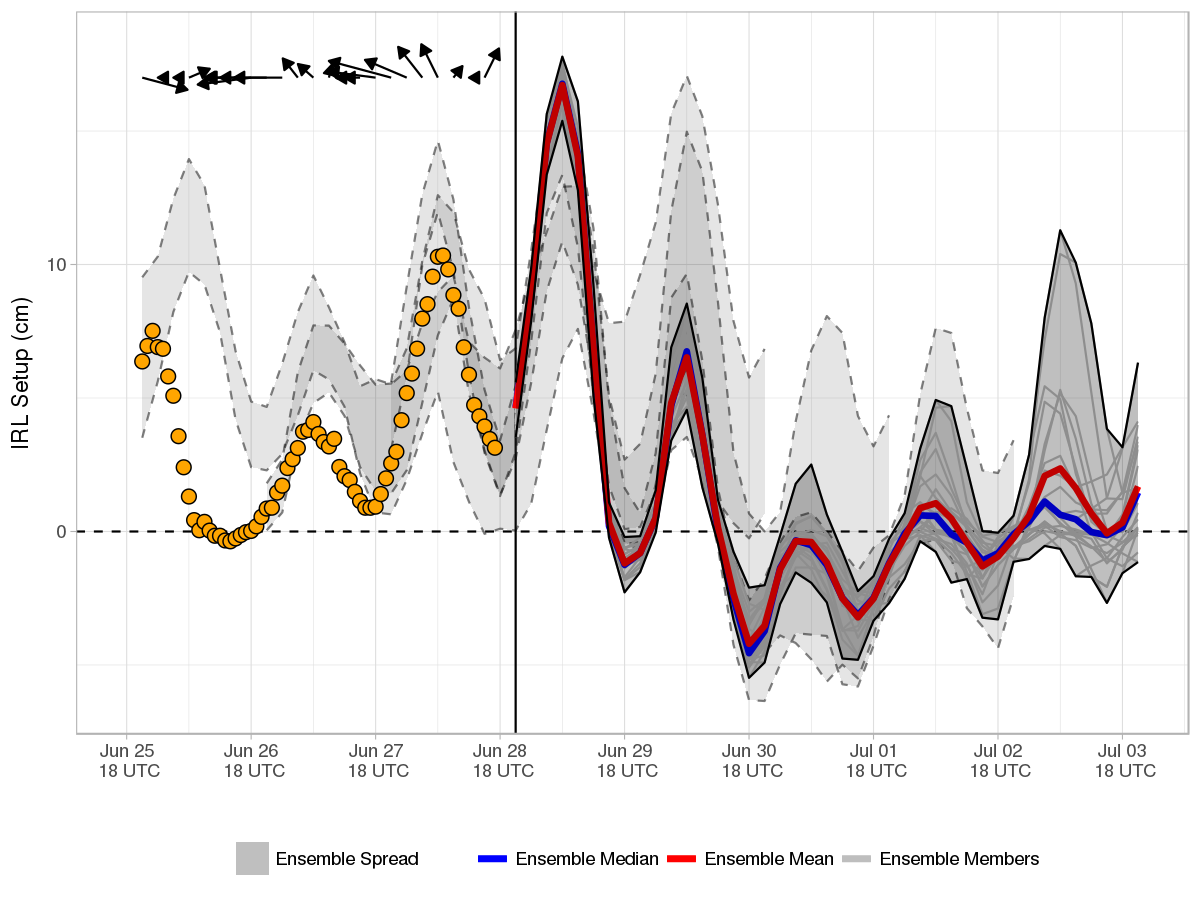 IRL Setup (cm)
10
0
Jun 25 Jun 26 Jun 27 Jun 28 Jun 29 Jun 30 Jul 01 Jul 02 Jul 03
18 UTC 18 UTC 18 UTC 18 UTC 18 UTC 18 UTC 18 UTC 18 UTC 18 UTC
Ensemble Spread Ensemble Median Ensemble Mean Ensemble Members